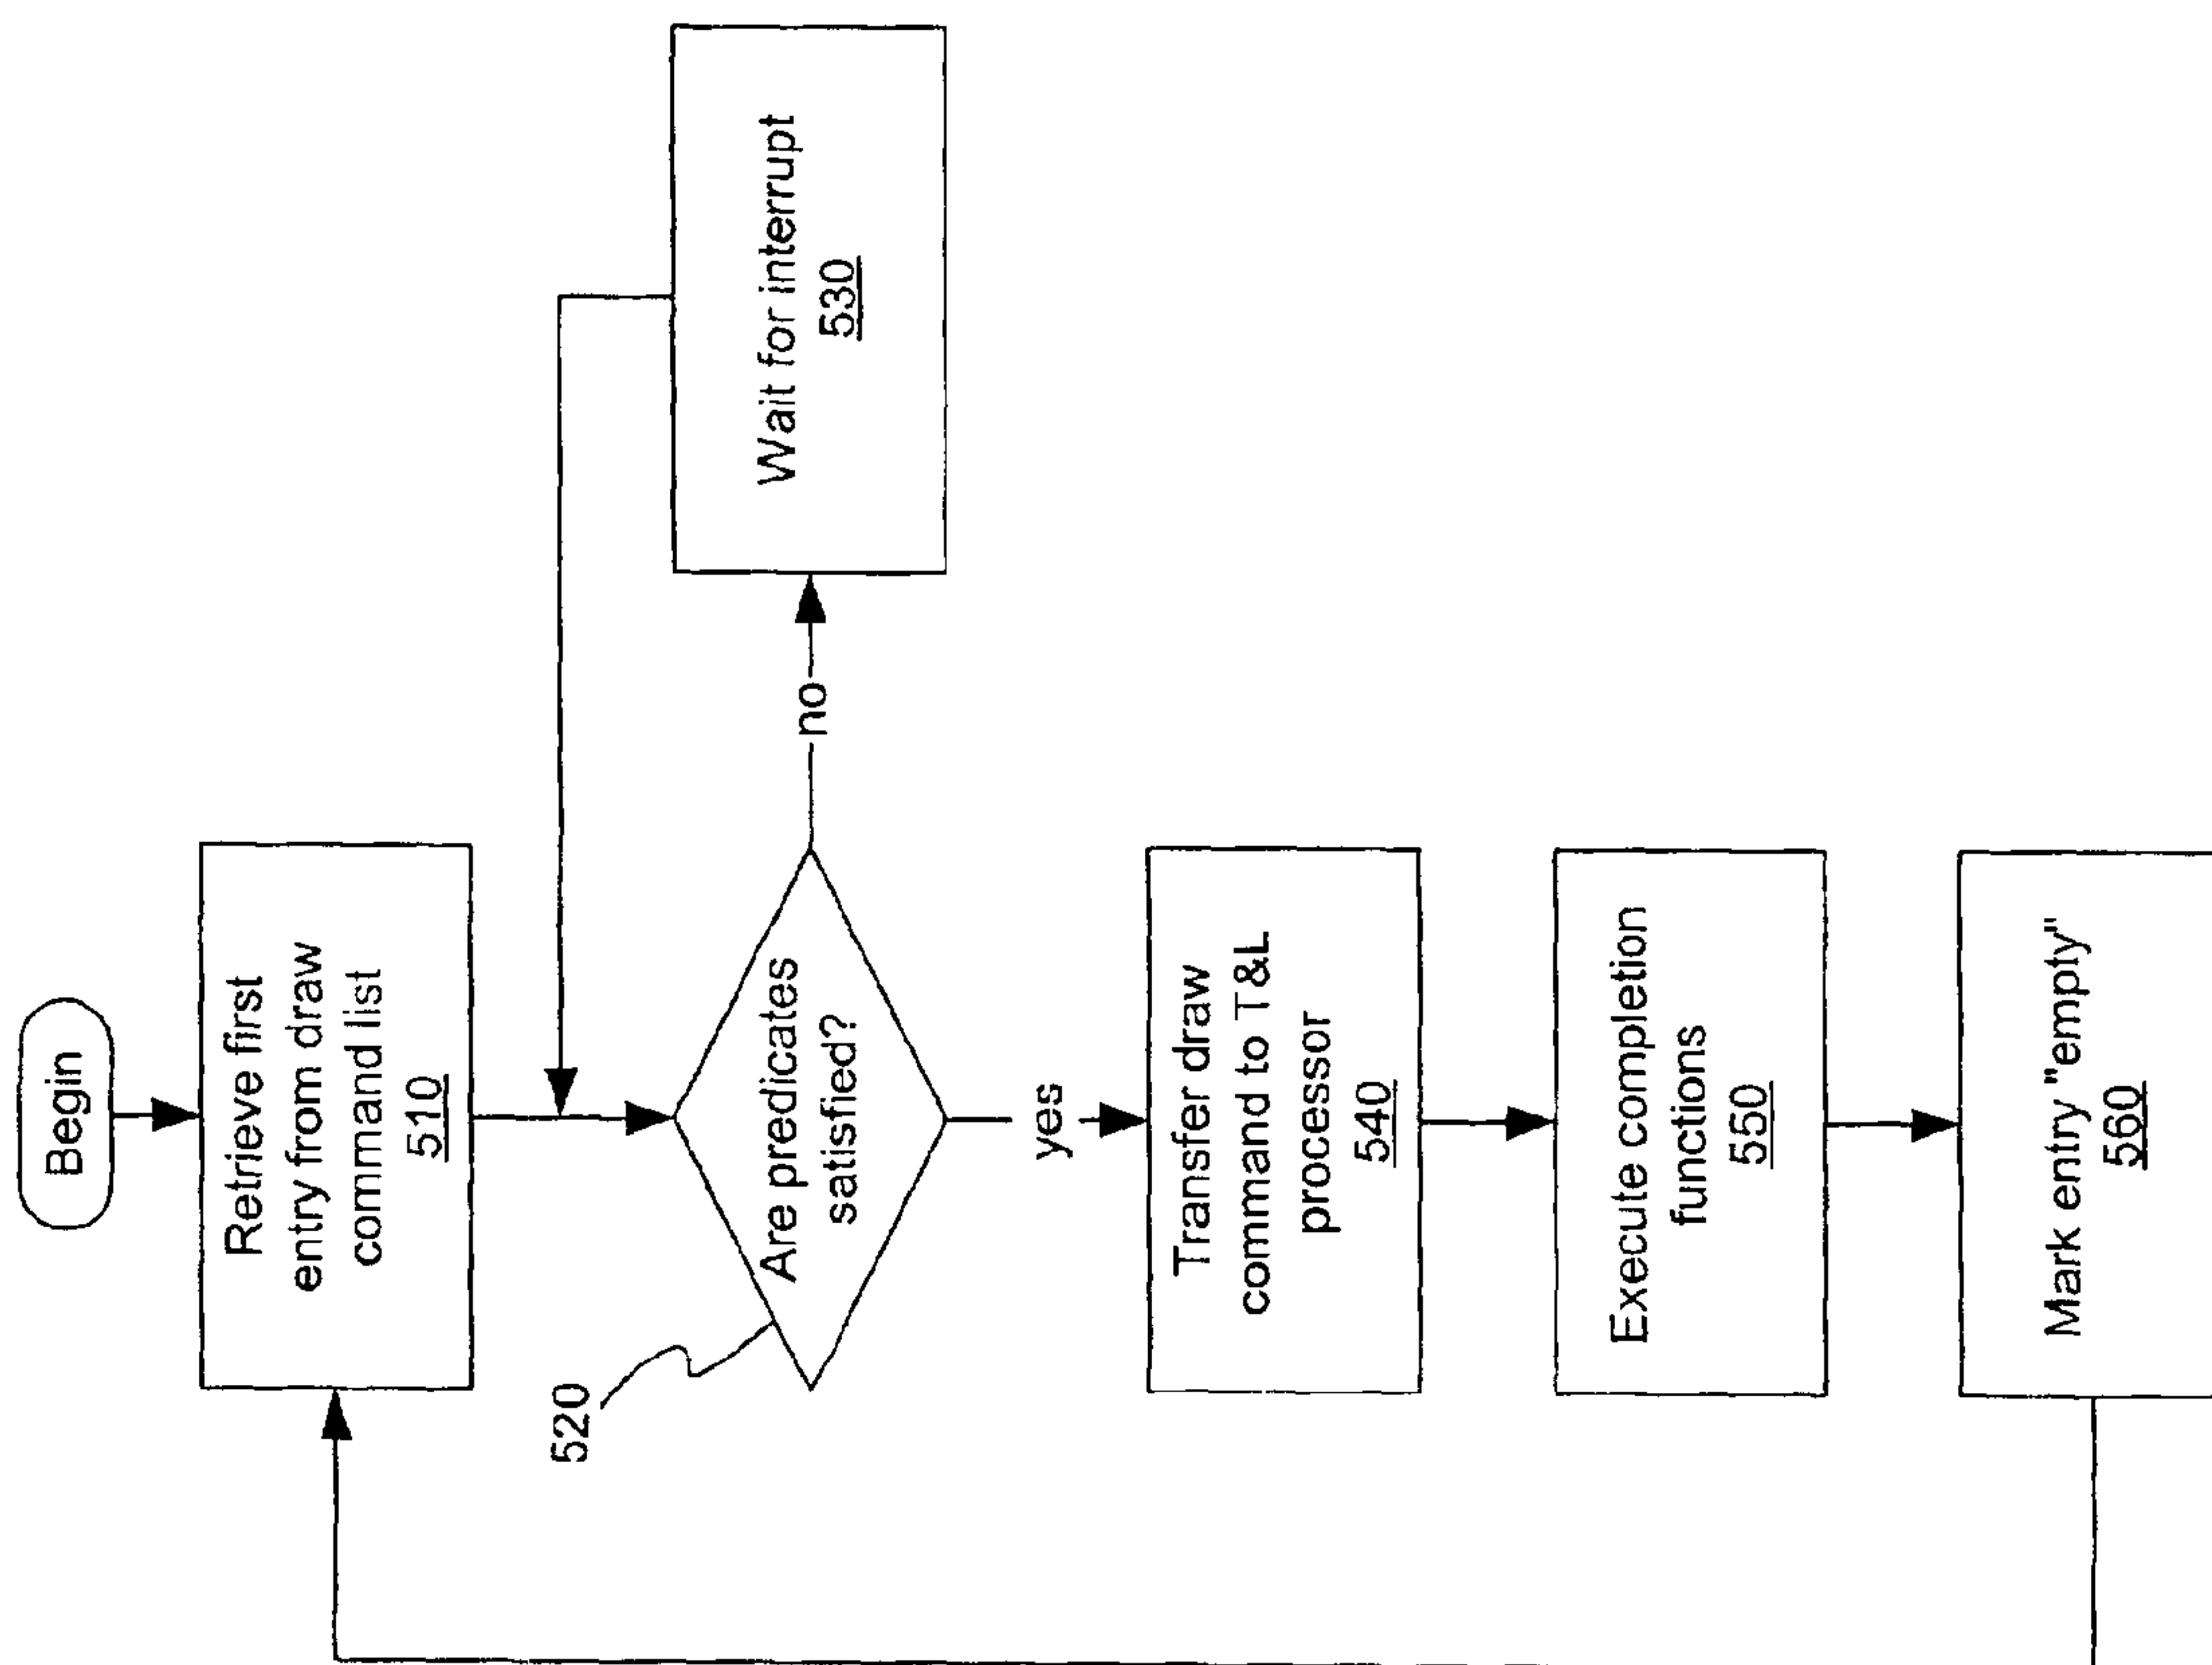 Begin
Retrieve first
entry from draw
command list
510
520
Are predicates
satisfied?
no
Wait for interrupt
530
yes
Transfer draw
command to T&L
processor
540
Execute completion
functions
550
Mark entry "empty"
560